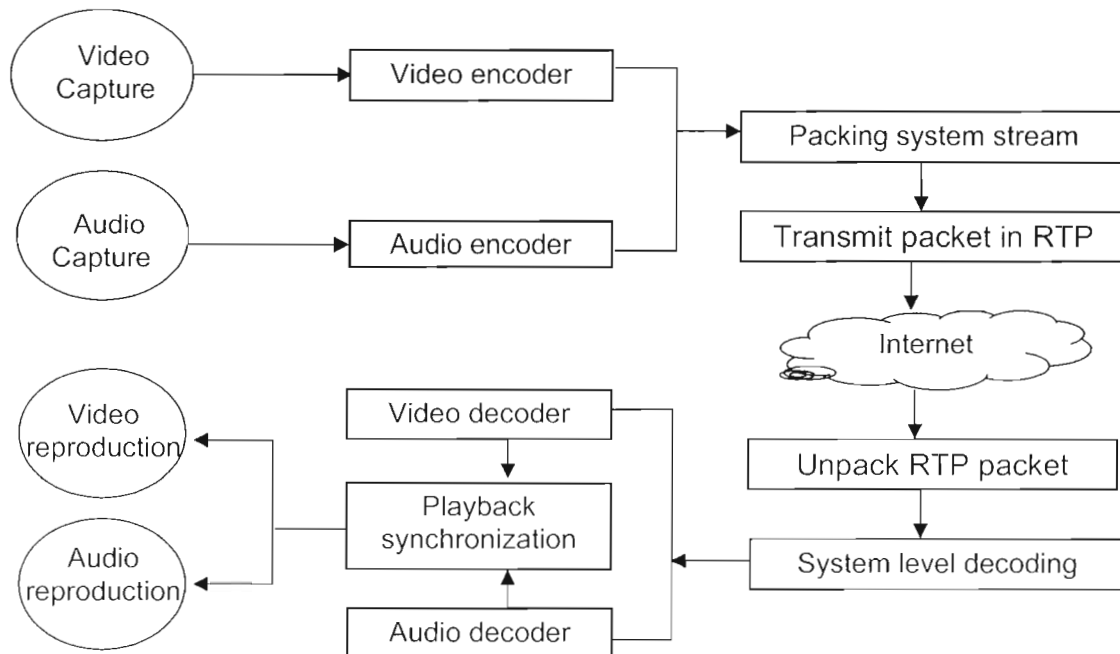 Video
Capture
Video encoder
Packing system stream
Audio
Capture
Audio encoder
Transmit packet in RTP
Internet
Video
reproduction
Video decoder
Unpack RTP packet
Playback
synchronization
Audio
reproduction
System level decoding
Audio decoder